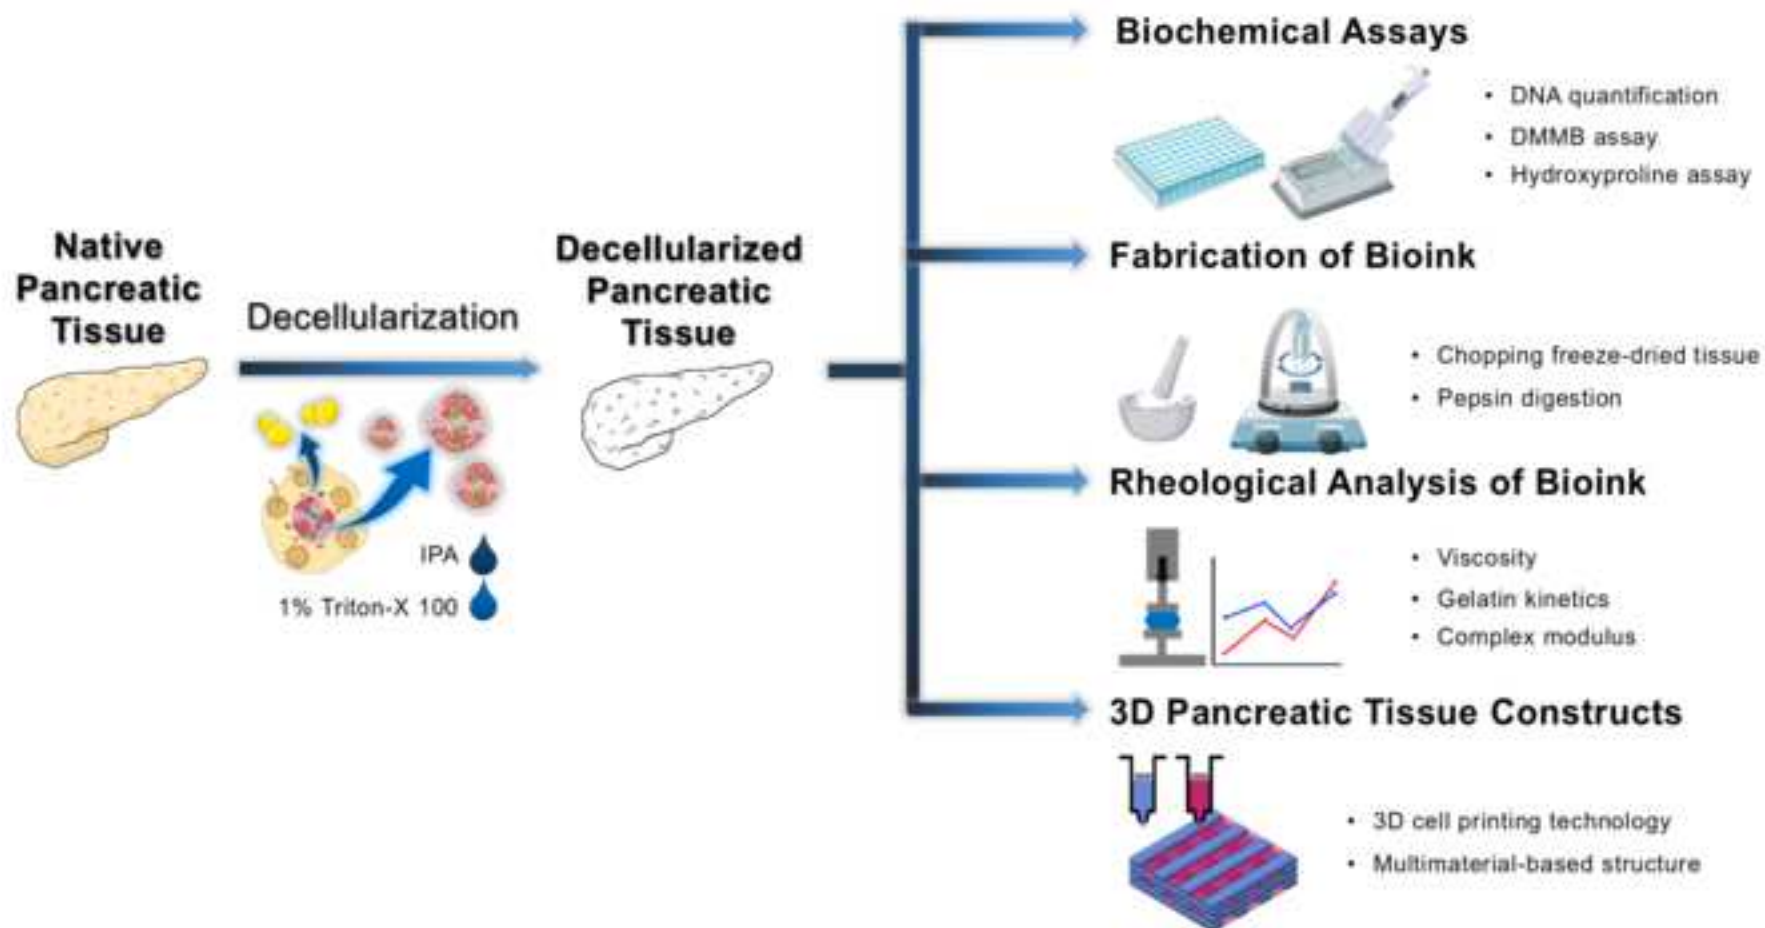 Native
Pancreatic
Tissue
Decellularization
IPA
1% Triton-X 100
Decellularized
Pancreatic
Tissue
Biochemical Assays
• DNA quantification
• DMMB assay
• Hydroxyproline assay
Fabrication of Bioink
• Chopping freeze-dried tissue
• Pepsin digestion
Rheological Analysis of Bioink
• Viscosity
• Gelatin kinetics
• Complex modulus
3D Pancreatic Tissue Constructs
• 3D cell printing technology
• Multimaterial-based structure